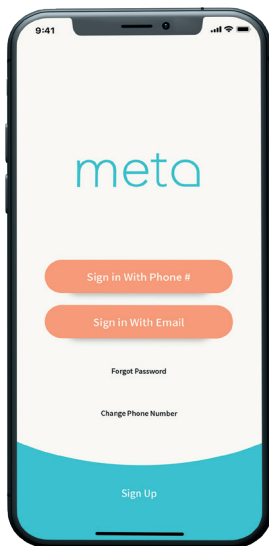 9:41
meta
Sign in With Phone #
Sign in With Email
Forgot Password
Change Phone Number
Sign Up